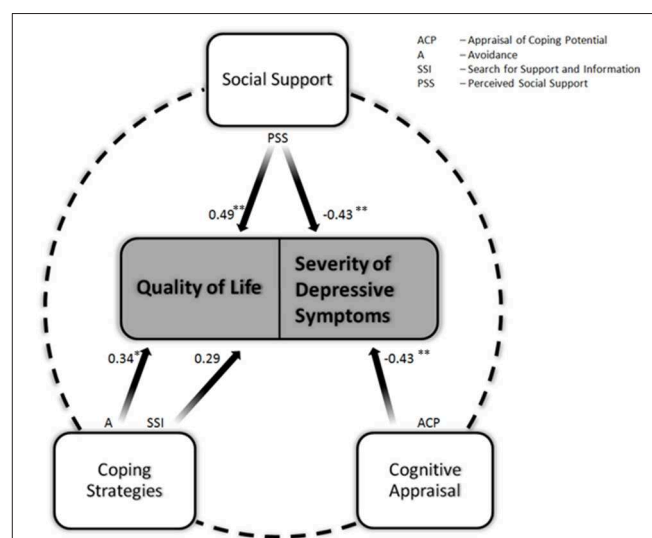 ACP – Appraisal of Coping Potential
A – Avoidance
SSI – Search for Support and Information
PSS – Perceived Social Support
Social Support
PSS
0.49** -0.43 **
Quality of Life
Severity of
Depressive
Symptoms
0.34* 0.29 -0.43 **
A SSI ACP
Coping
Strategies
Cognitive
Appraisal